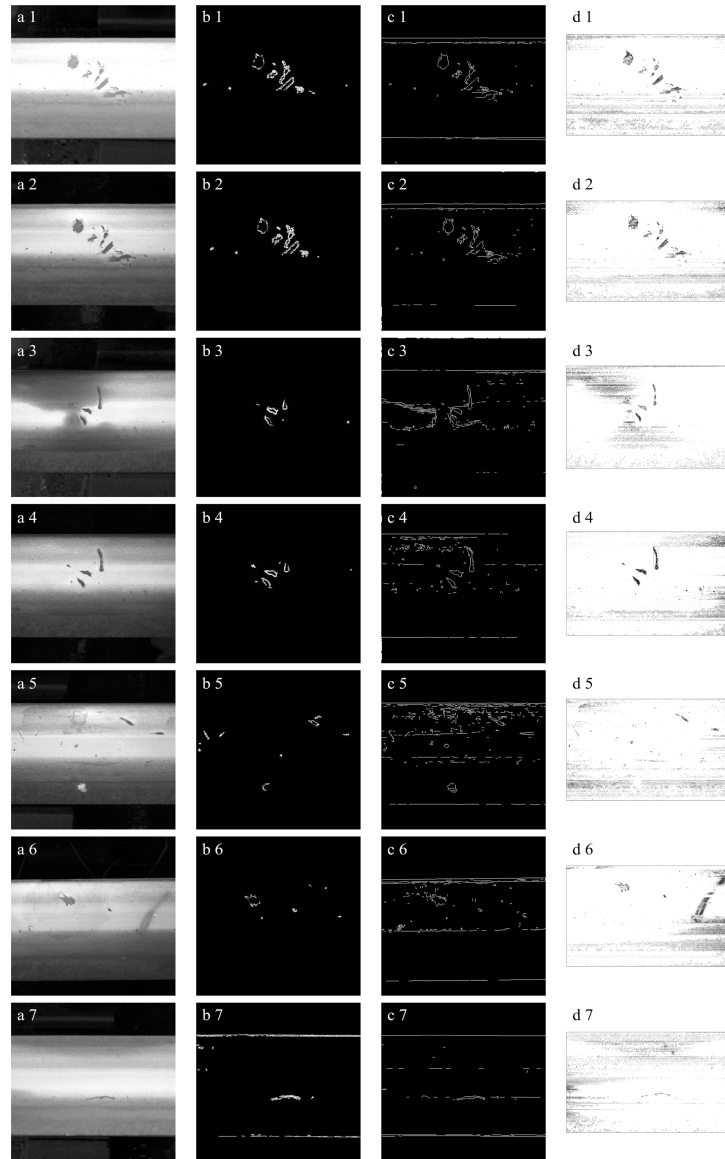 a 1 b 1 c 1 d 1
a 2 b 2 c 2 d 2
a 3 b 3 c 3 d 3
a 4 b 4 c 4 d 4
a 5 b 5 c 5 d 5
a 6 b 6 c 6 d 6
a 7 b 7 c 7 d 7